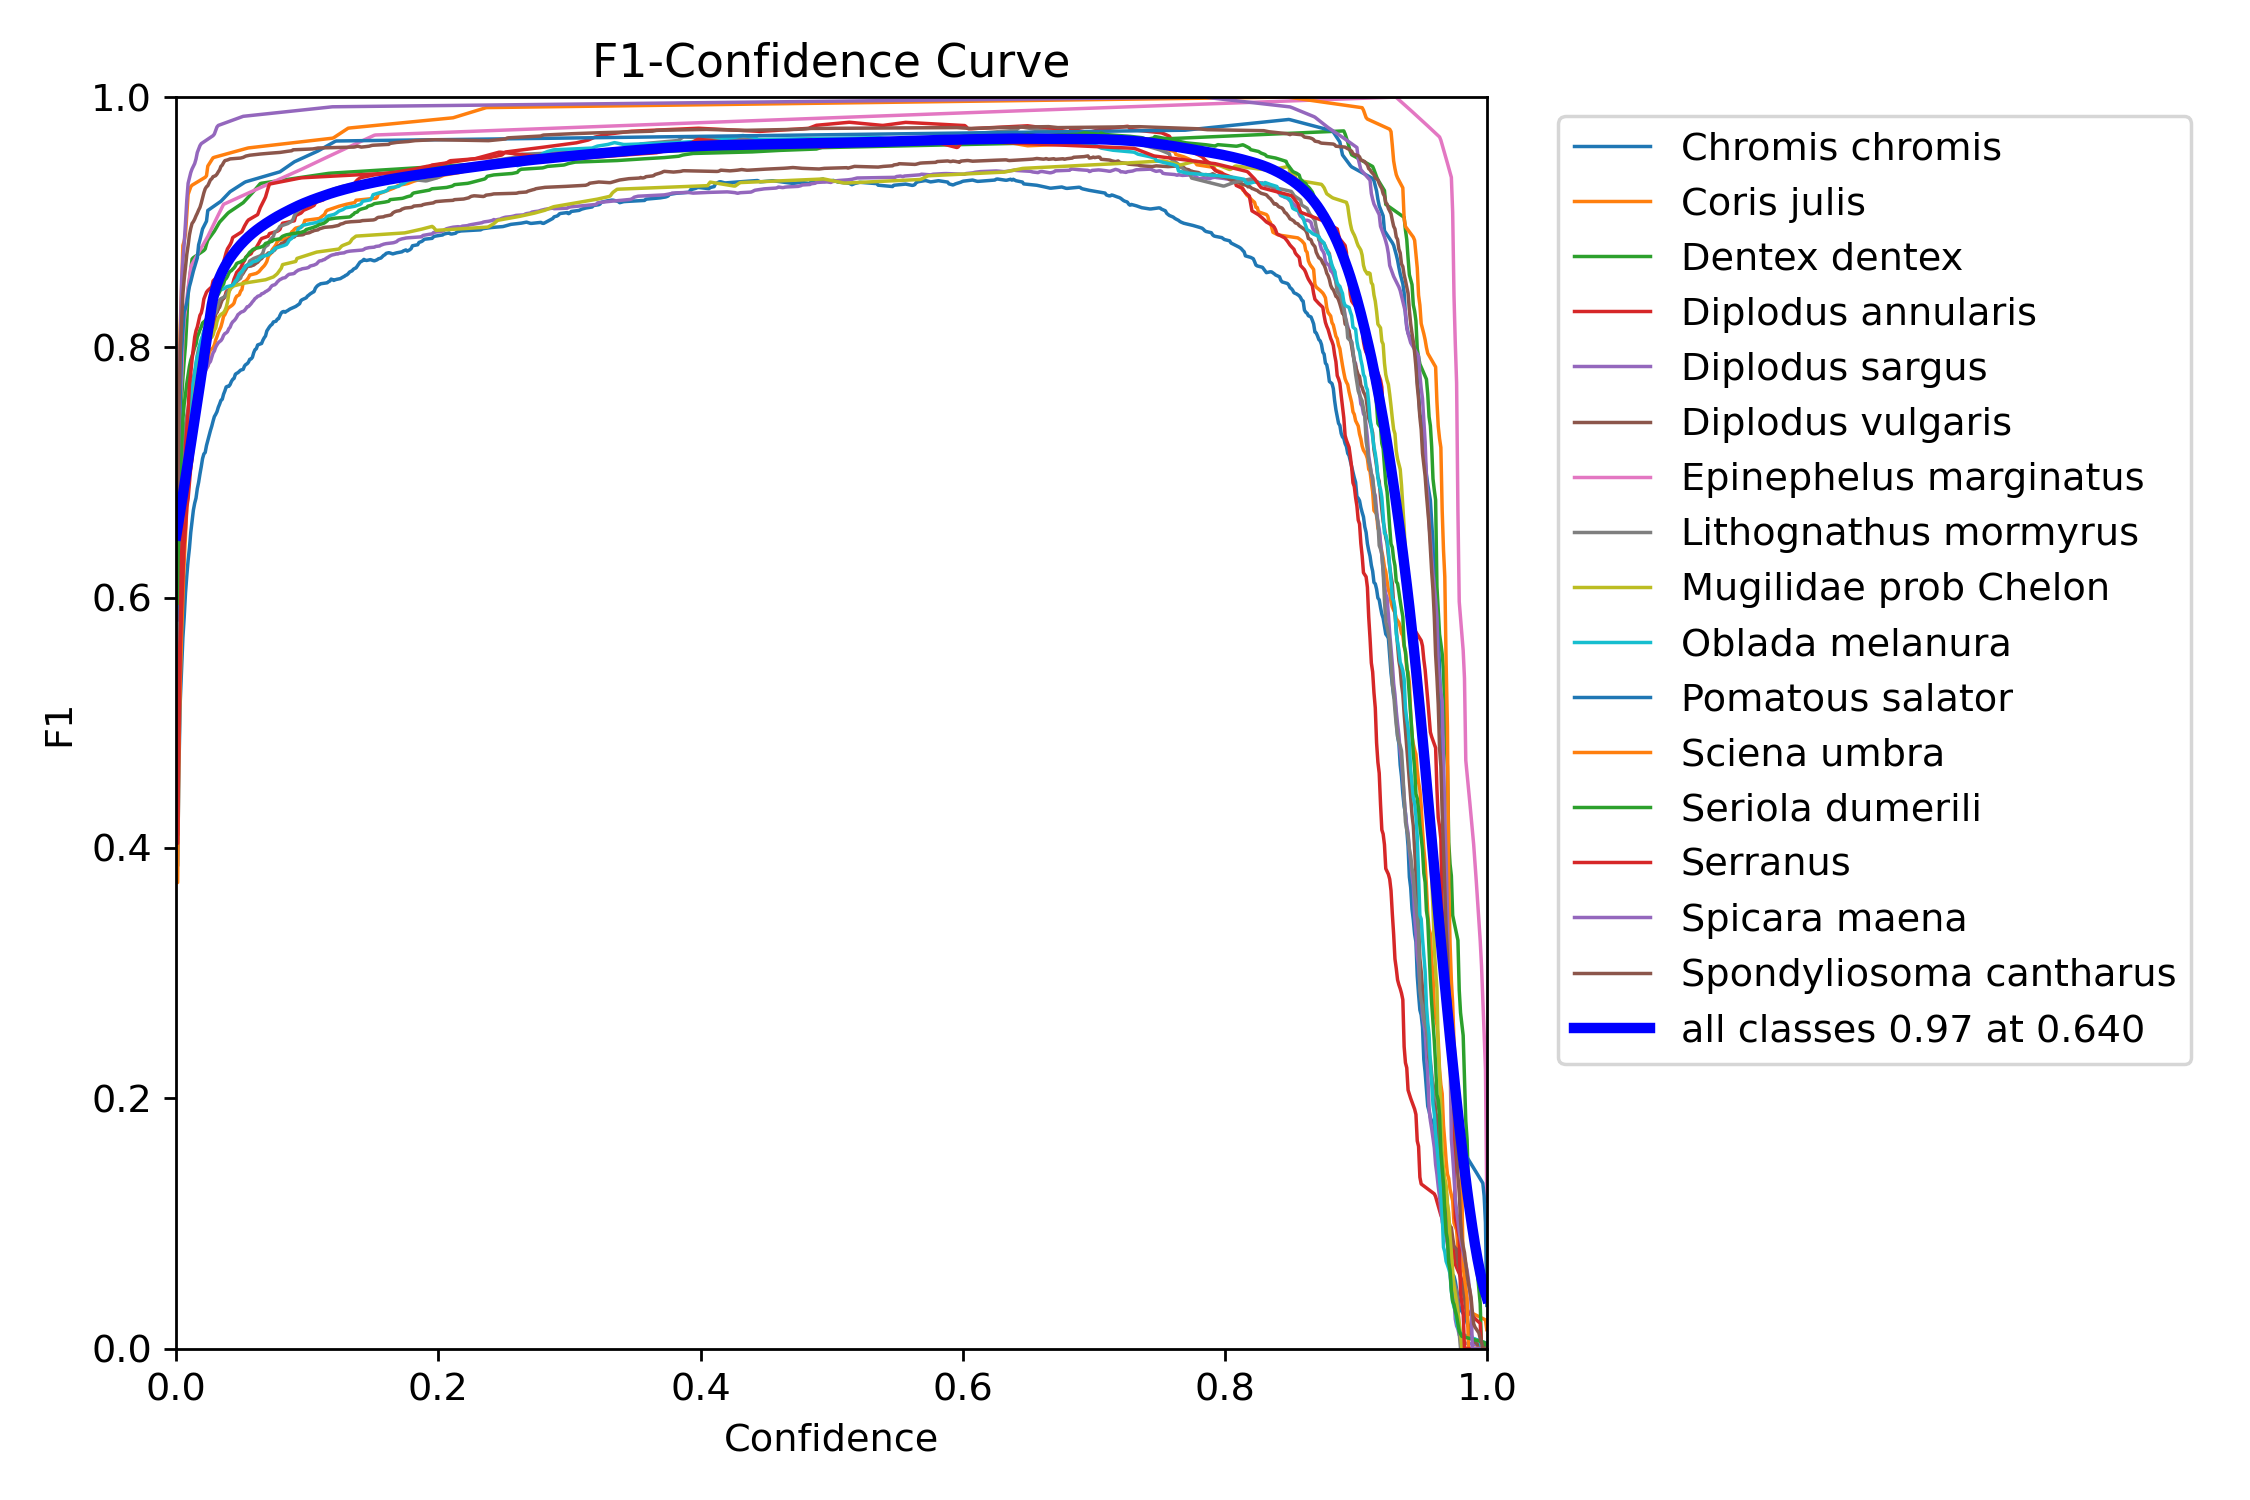 F1-Confidence Curve
1.0
0.8
0.6
0.4
0.2
0.0
F1
0.0 0.2 0.4 0.6 0.8 1.0
Confidence
Chromis chromis
Coris julis
Dentex dentex
Diplodus annularis
Diplodus sargus
Diplodus vulgaris
Epinephelus marginatus
Lithognathus mormyrus
Mugilidae prob Chelon
Oblada melanura
Pomatous salator
Sciena umbra
Seriola dumerili
Serranus
Spicara maena
Spondyliosoma cantharus
all classes 0.97 at 0.640